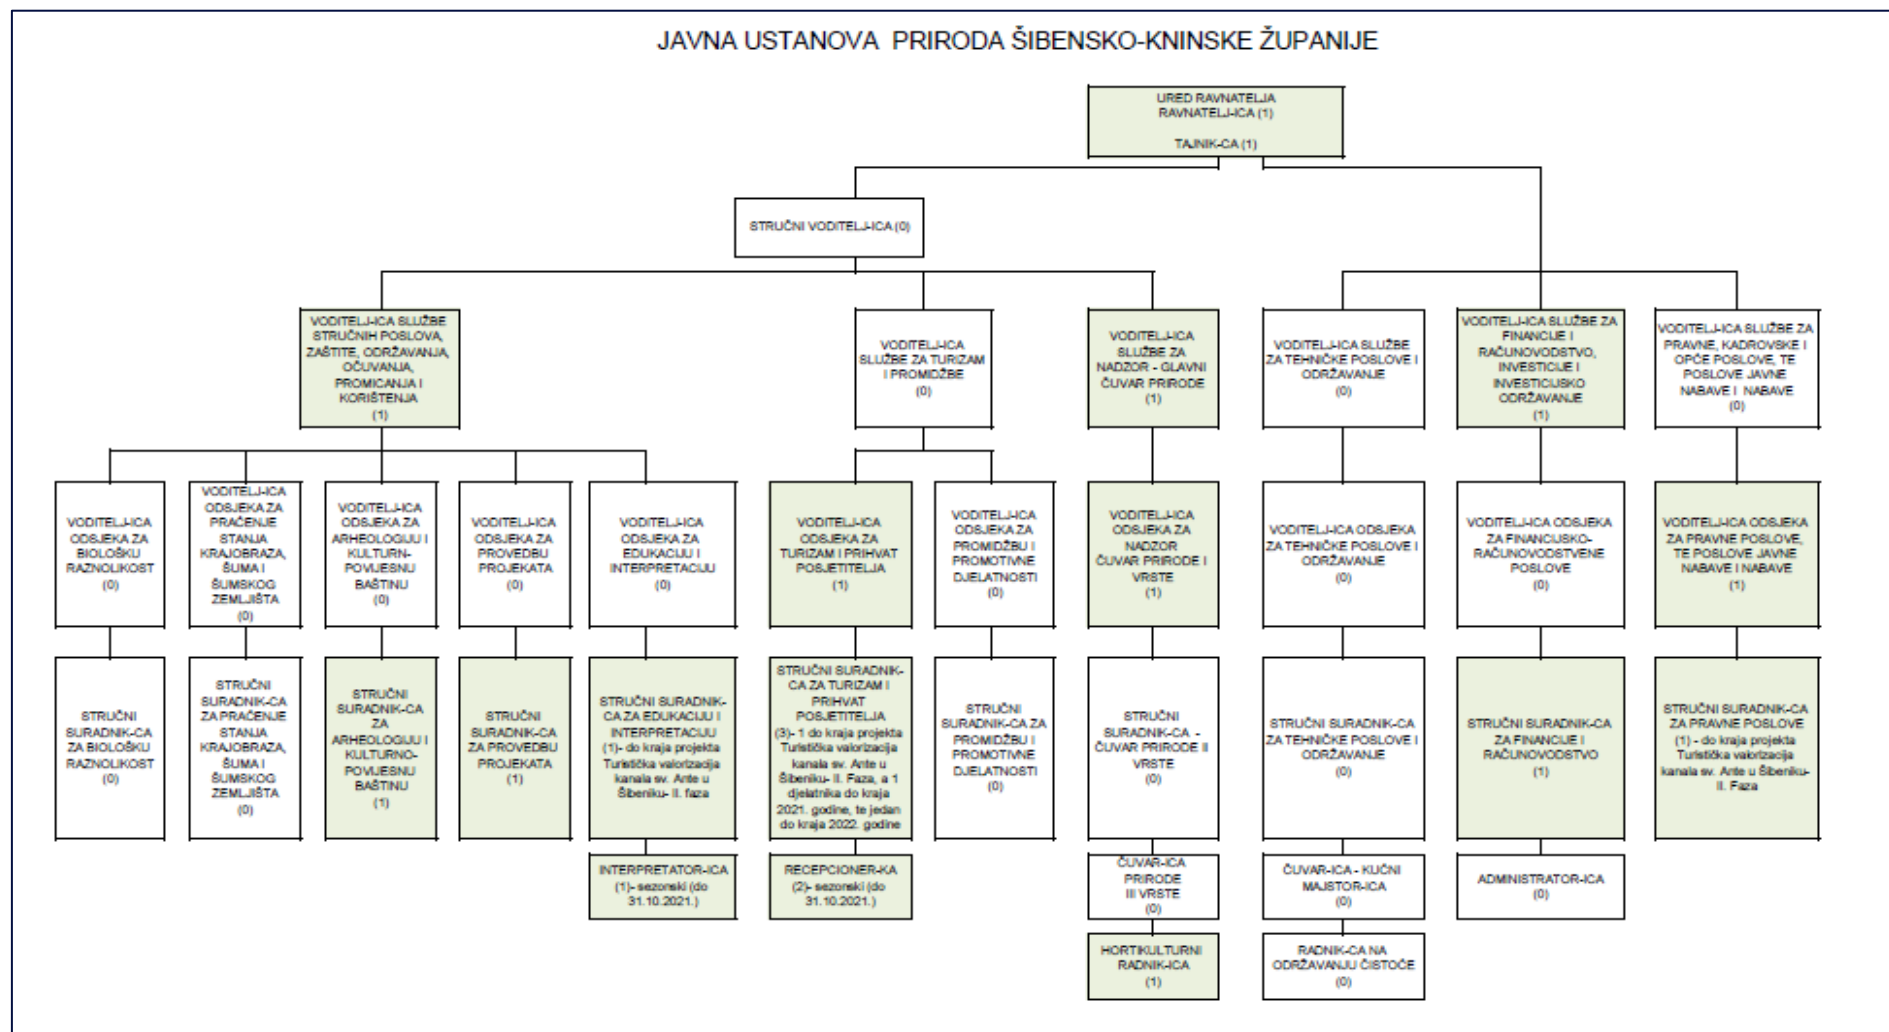 JAVNA USTANOVA PRIRODA ŠIBENSKO-KNINSKE ŽUPANIJE
URED RAVNATELJA
RAVNATELJ-ICA (1)
TAJNIK-CA (1)
STRUČNI VODITELJ-ICA (0)
VODITELJ-ICA SLUŽBE
STRUČNIH POSLOVA,
ZAŠTITE, ODRŽAVANJA,
OČUVANJA,
PROMICANJA I
KORIŠTENJA
(1)
VODITELJ-ICA
SLUŽBE ZA TURIZAM
I PROMIDŽBE
(0)
VODITELJ-ICA
SLUŽBE ZA
NADZOR - GLAVNI
ČUVAR PRIRODE
(1)
VODITELJ-ICA SLUŽBE
ZA TEHNIČKE POSLOVE I
ODRŽAVANJE
(0)
VODITELJ-ICA SLUŽBE ZA
FINANCIJE I
RAČUNOVODSTVO,
INVESTICIJE I
INVESTICIJSKO
ODRŽAVANJE
(1)
VODITELJ-ICA SLUŽBE ZA
PRAVNE, KADROVSKE I
OPĆE POSLOVE, TE
POSLOVE JAVNE
NABAVE I NABAVE
(0)
VODITELJ-ICA
ODSJEKA ZA
BIOLOŠKU
RAZNOLIKOST
(0)
VODITELJ-ICA
ODSJEKA ZA
PRAČENJE
STANJA
KRAJOBRAZA,
ŠUMA I
ŠUMSKOG
ZEMLJIŠTA
(0)
VODITELJ-ICA
ODSJEKA ZA
ARHEOLOGIJU I
KULTURN-
POVIJESNU
BAŠTINU
(0)
VODITELJ-ICA
ODSJEKA ZA
PROVEDBU
PROJEKATA
(0)
VODITELJ-ICA
ODSJEKA ZA
EDUKACIJU I
INTERPRETACIJU
(0)
VODITELJ-ICA
ODSJEKA ZA
TURIZAM I PRIHVAT
POSJETITELJA
(1)
VODITELJ-ICA
ODSJEKA ZA
PROMIDŽBU I
PROMOTIVNE
DJELATNOSTI
(0)
VODITELJ-ICA
ODSJEKA ZA
NADZOR
ČUVAR PRIRODE I
VRSTE
(1)
VODITELJ-ICA ODSJEKA
ZA TEHNIČKE POSLOVE I
ODRŽAVANJE
(0)
VODITELJ-ICA ODSJEKA
ZA FINANCIJSKO-
RAČUNOVODSTVENE
POSLOVE
(0)
VODITELJ-ICA ODSJEKA
ZA PRAVNE POSLOVE,
TE POSLOVE JAVNE
NABAVE I NABAVE
(1)
STRUČNI
SURADNIK-CA
ZA BIOLOŠKU
RAZNOLIKOST
(0)
STRUČNI
SURADNIK-CA
ZA PRAČENJE
STANJA
KRAJOBRAZA,
ŠUMA I
ŠUMSKOG
ZEMLJIŠTA
(0)
STRUČNI
SURADNIK-CA
ZA
ARHEOLOGIJU I
KULTURNO-
POVIJESNU
BAŠTINU
(1)
STRUČNI
SURADNIK-CA
ZA PROVEDBU
PROJEKATA
(1)
STRUČNI SURADNIK-
CA ZA EDUKACIJU I
INTERPRETACIJU
(1)- do kraja projekta
Turistička valorizacija
kanala sv. Ante u
Šibeniku- II. faza
STRUČNI SURADNIK-
CA ZA TURIZAM I
PRIHVAT
POSJETITELJA
(3)- 1 do kraja projekta
Turistička valorizacija
kanala sv. Ante u
Šibeniku- II. Faza, a 1
djelatnika do kraja
2021. godine, te jedan
do kraja 2022. godine
STRUČNI
SURADNIK-CA ZA
PROMIDŽBU I
PROMOTIVNE
DJELATNOSTI
(0)
STRUČNI
SURADNIK-CA -
ČUVAR PRIRODE II
VRSTE
(0)
STRUČNI SURADNIK-CA
ZA TEHNIČKE POSLOVE I
ODRŽAVANJE
(0)
STRUČNI SURADNIK-CA
ZA FINANCIJE I
RAČUNOVODSTVO
(1)
STRUČNI SURADNIK-CA
ZA PRAVNE POSLOVE
(1) - do kraja projekta
Turistička valorizacija
kanala sv. Ante u Šibeniku-
II. Faza
INTERPRETATOR-ICA
(1)- sezonski (do
31.10.2021.)
RECEPCIONER-KA
(2)- sezonski (do
31.10.2021.)
ČUVAR-ICA
PRIRODE
III VRSTE
(0)
ČUVAR-ICA - KUĆNI
MAJSTOR-ICA
(0)
ADMINISTRATOR-ICA
(0)
HORTIKULTURNI
RADNIK-ICA
(1)
RADNIK-CA NA
ODRŽAVANJU ČISTOĆE
(0)